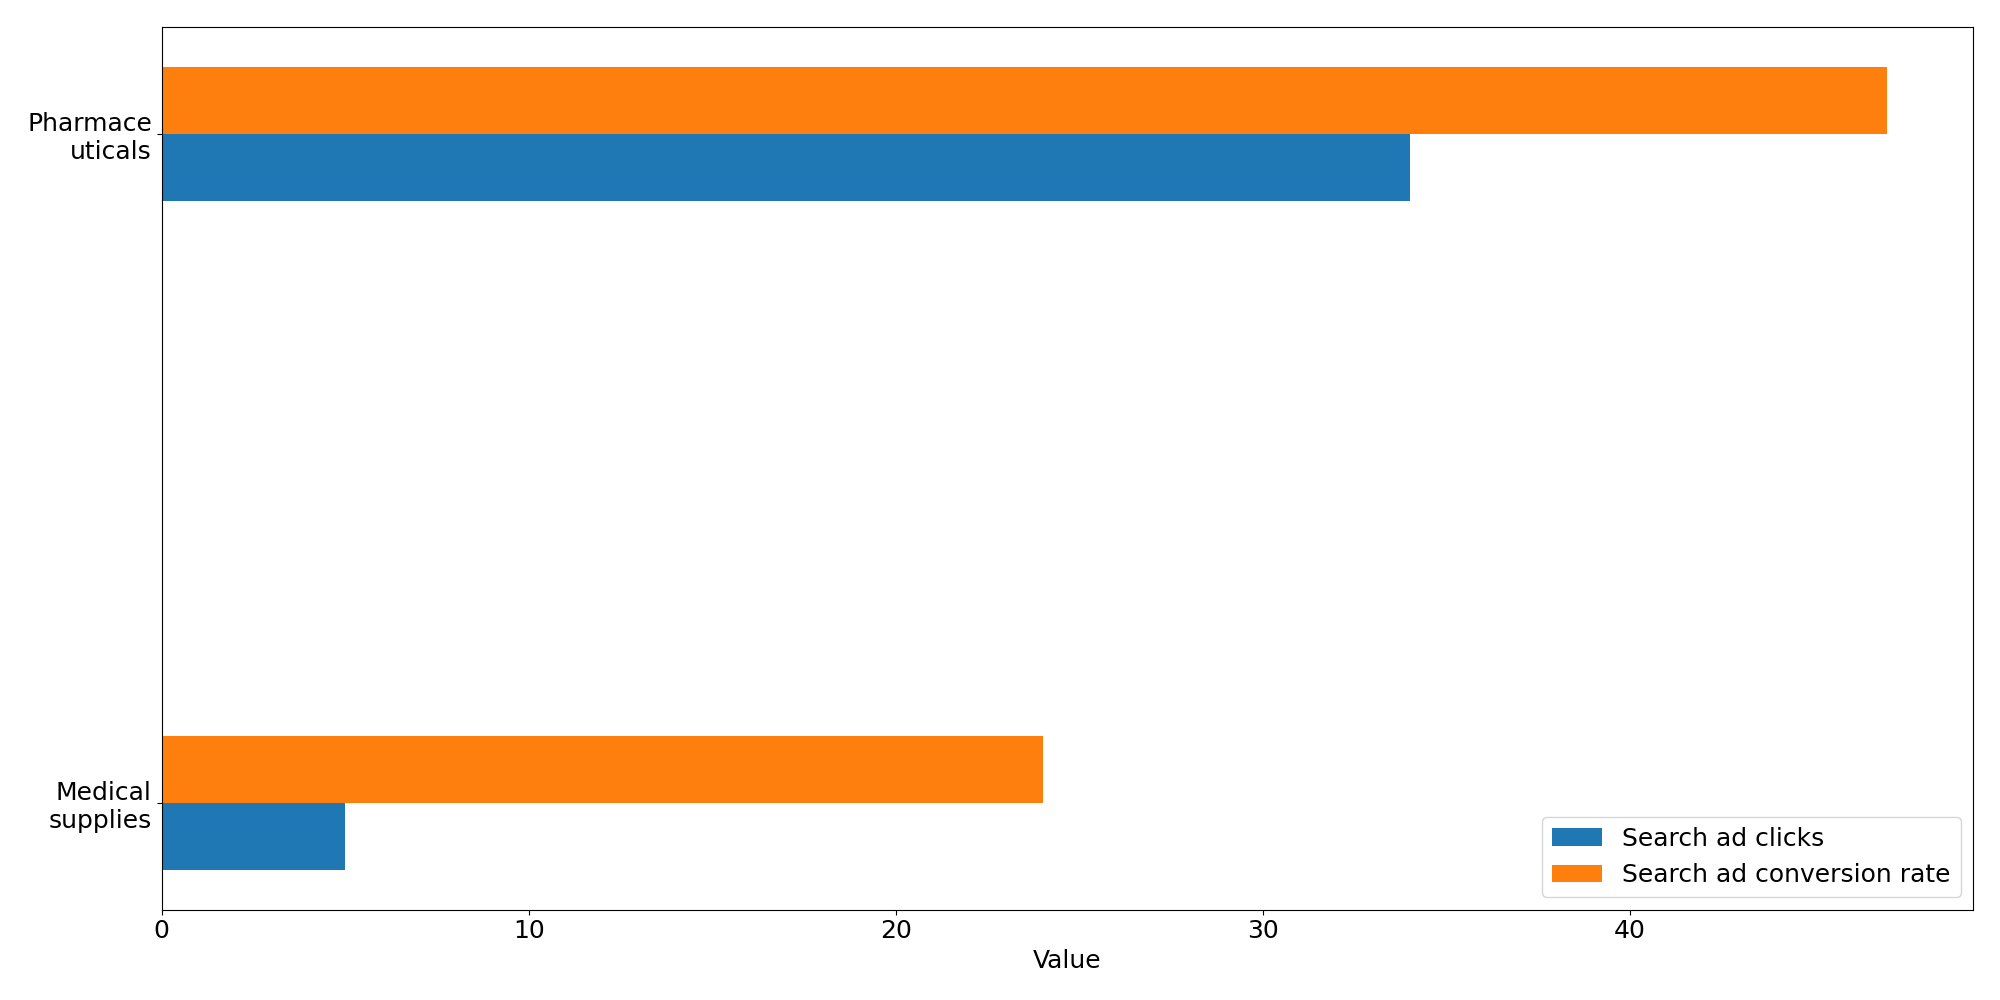 Pharmace
uticals
Medical
supplies
Search ad clicks
Search ad conversion rate
0 10 20 30 40
Value